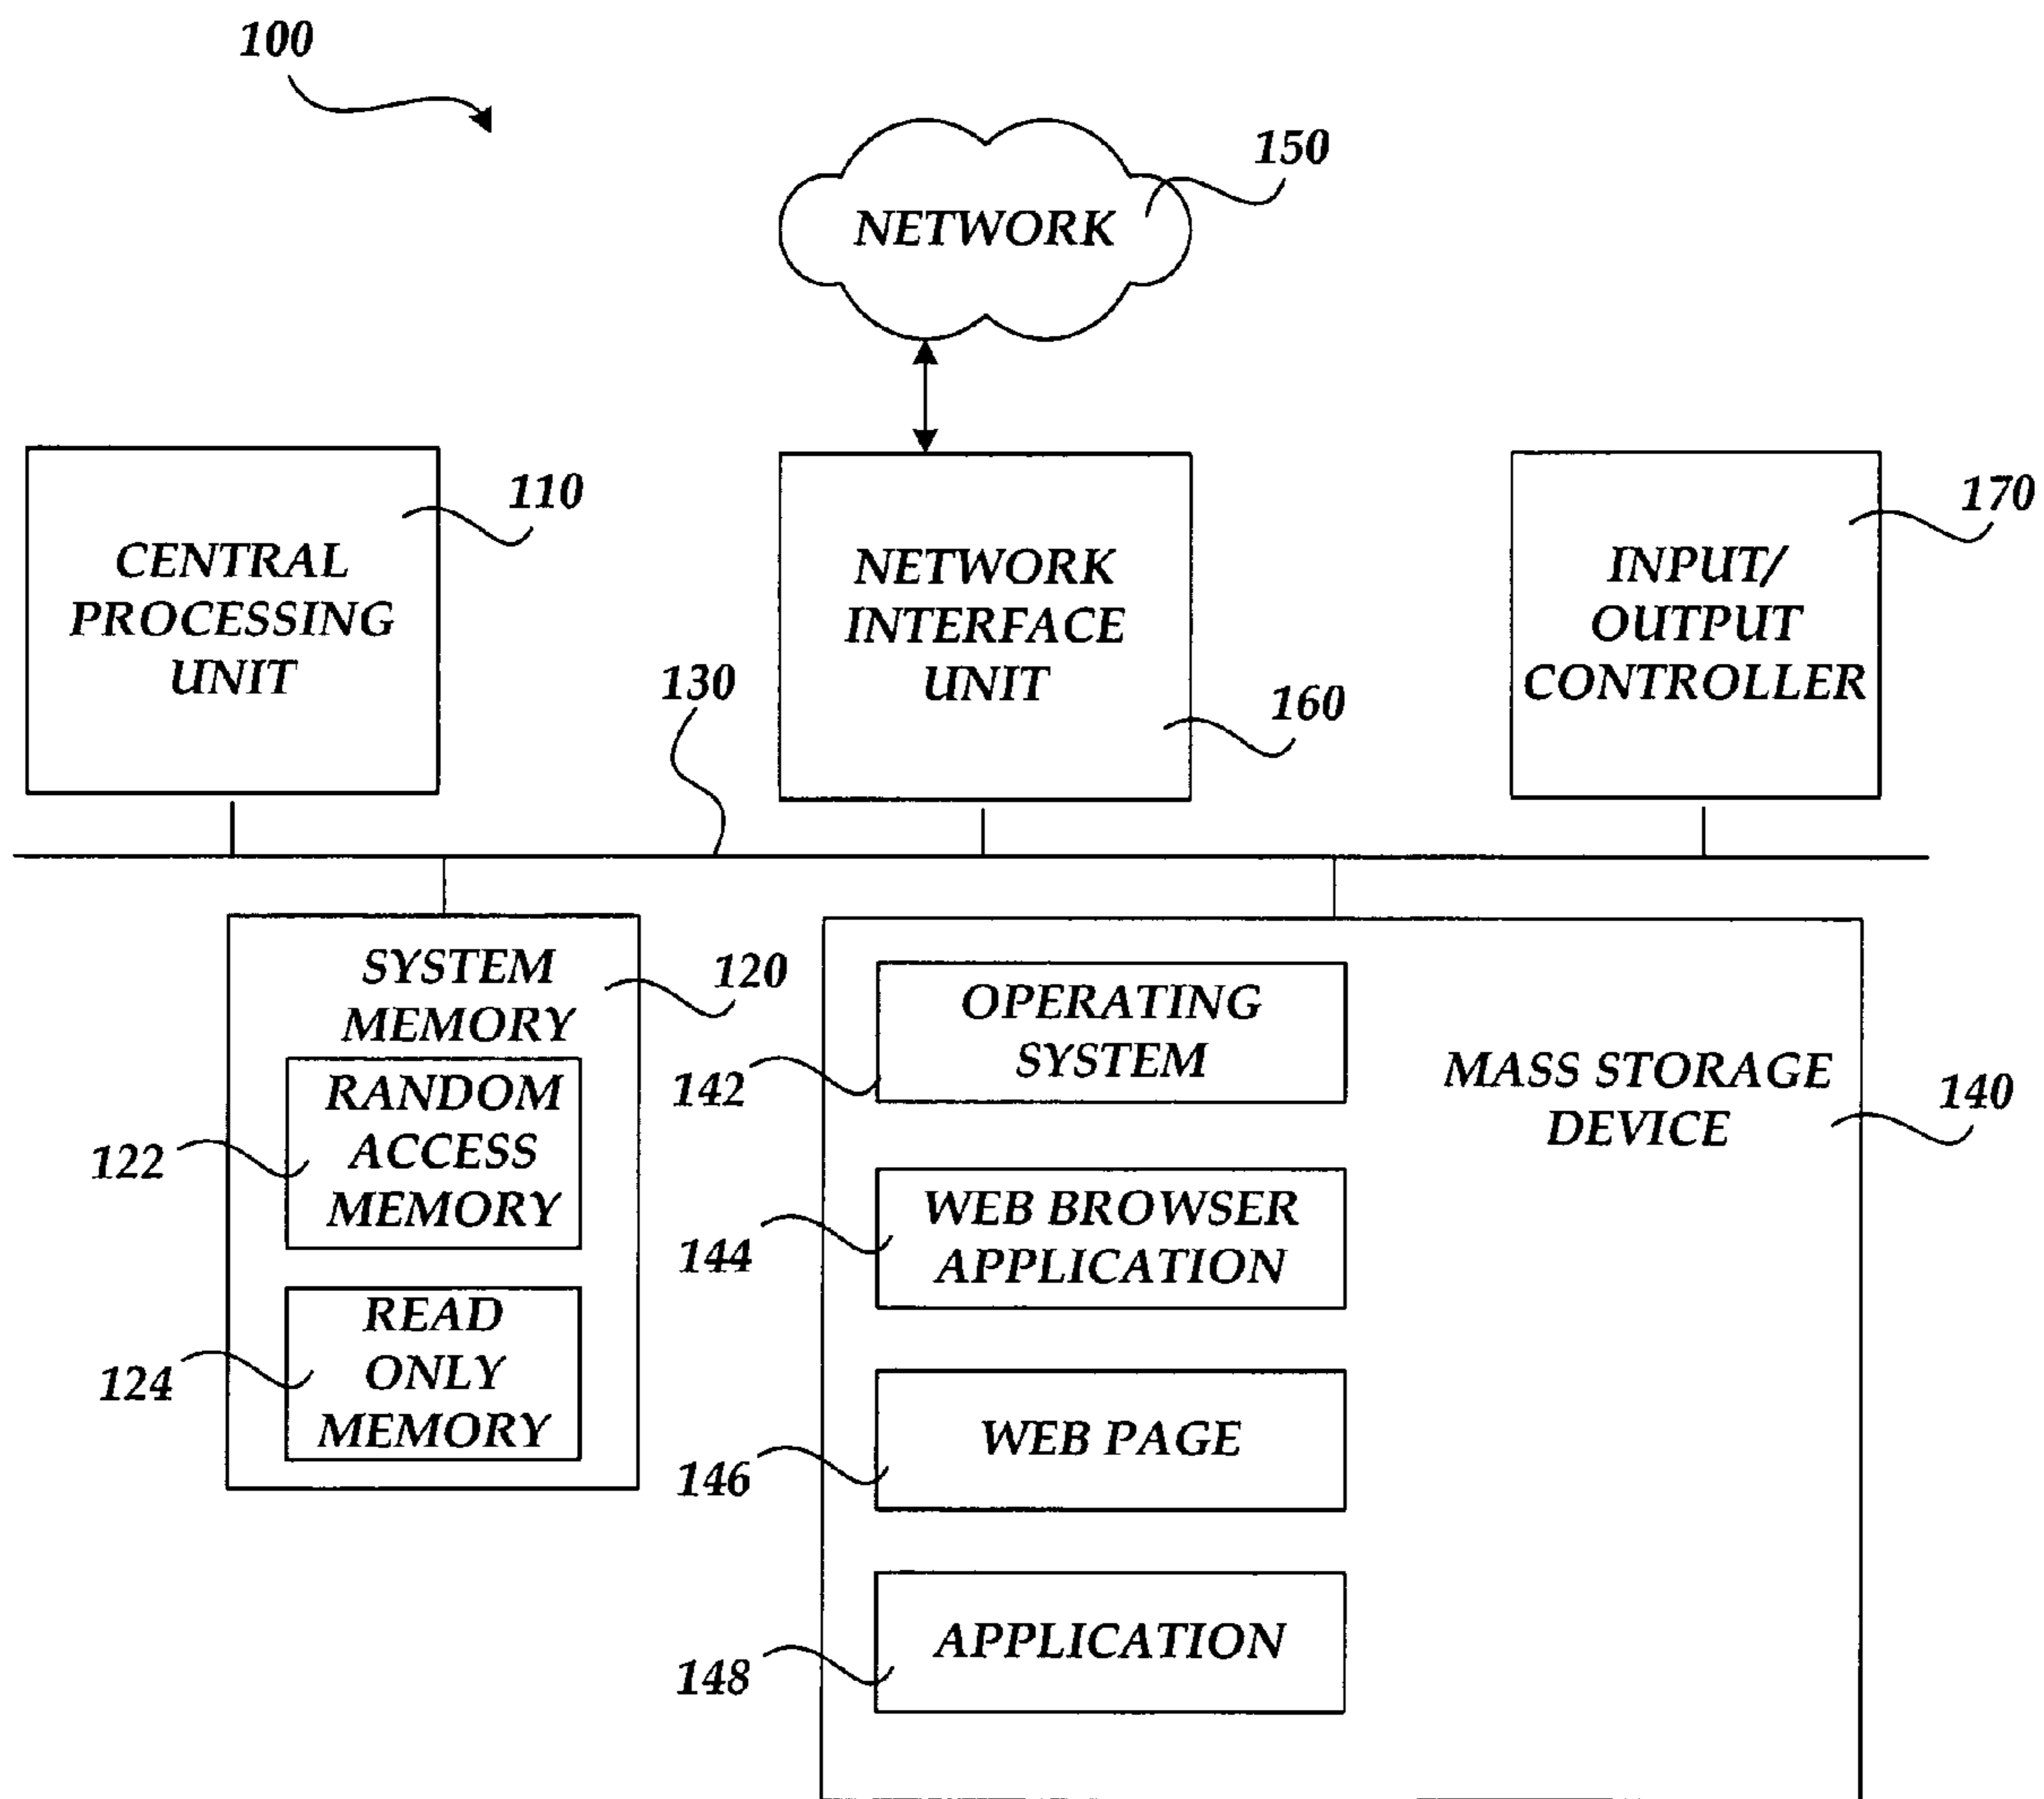 100
150
NETWORK
110
CENTRAL
PROCESSING
UNIT
NETWORK
INTERFACE
UNIT
160
170
INPUT/
OUTPUT
CONTROLLER
130
SYSTEM
MEMORY
120
RANDOM
ACCESS
MEMORY
122
READ
ONLY
MEMORY
124
OPERATING
SYSTEM
142
MASS STORAGE
DEVICE
140
WEB BROWSER
APPLICATION
144
WEB PAGE
146
APPLICATION
148